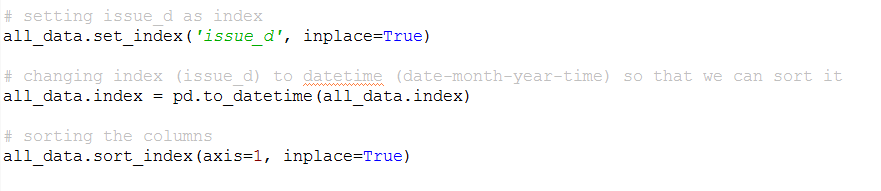 # setting issue_d as index
all_data.set_index('issue_d', inplace=True)
# changing index (issue_d) to datetime (date-month-year-time) so that we can sort it
all_data.index = pd.to_datetime(all_data.index)
# sorting the columns
all_data.sort_index(axis=1, inplace=True)